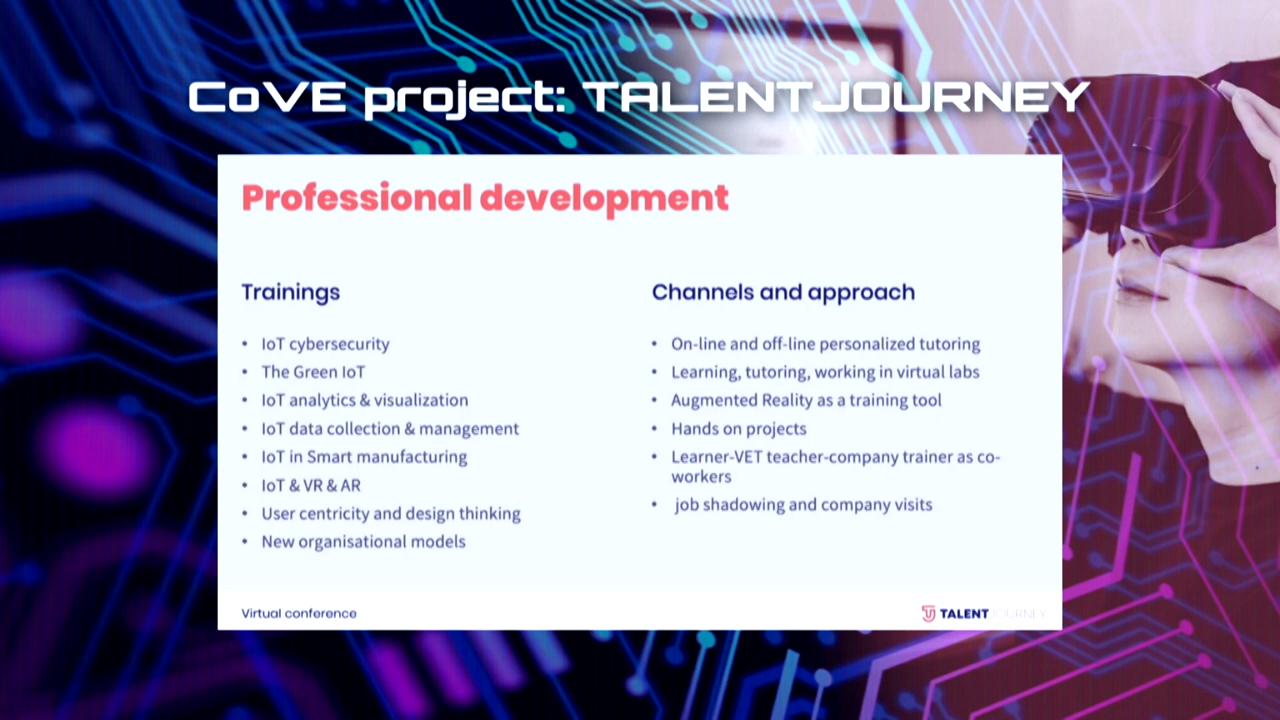 CoVE project: TALENTJOURNEY
Professional development
Trainings
• IoT cybersecurity
• The Green IoT
• IoT analytics & visualization
• IoT data collection & management
• IoT in Smart manufacturing
• IoT & VR & AR
• User centricity and design thinking
• New organisational models
Channels and approach
• On-line and off-line personalized tutoring
• Learning, tutoring, working in virtual labs
• Augmented Reality as a training tool
• Hands on projects
• Learner-VET teacher-company trainer as co-
workers
• job shadowing and company visits
Virtual conference
TALENTJOURNEY